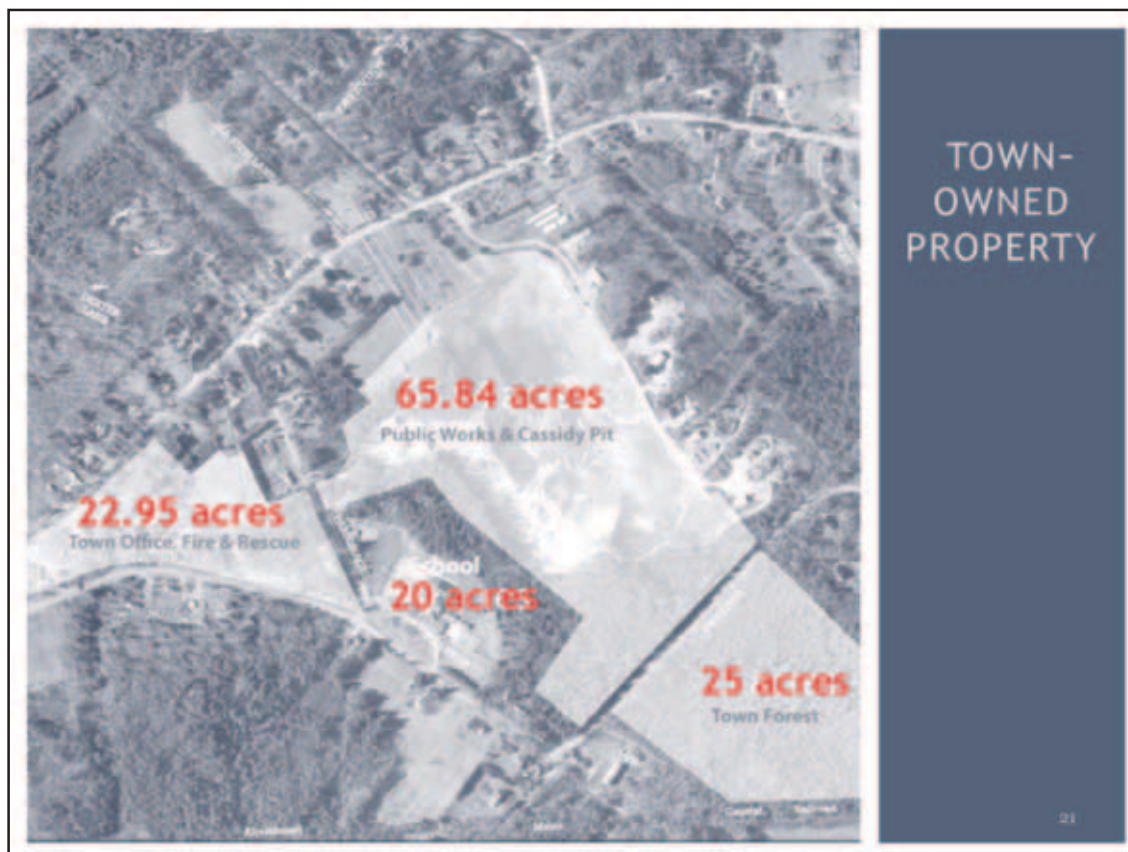 TOWN-
OWNED
PROPERTY
65.84 acres
Public Works & Cassidy Pit
22.95 acres
Town Office, Fire & Rescue
20 acres
25 acres
Town Forest
21